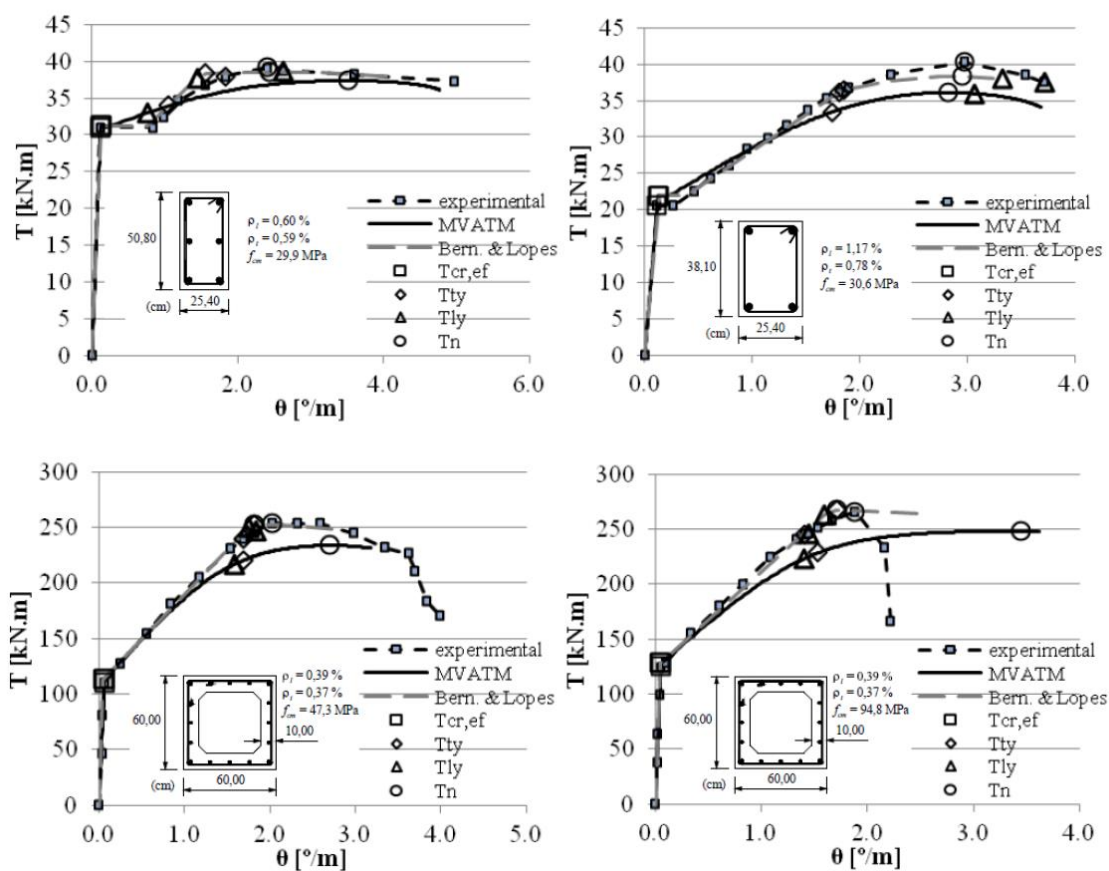 45
40
35
30
25
20
15
10
5
0
T [kN.m]
0.0 2.0 4.0 6.0
θ [º/m]
50,80
25,40
(cm)
ρl = 0,60 %
ρt = 0,59 %
fcm = 29,9 MPa
experimental
MVATM
Bern. & Lopes
Tcr,ef
Tty
Tly
Tn
45
40
35
30
25
20
15
10
5
0
T [kN.m]
0.0 1.0 2.0 3.0 4.0
θ [º/m]
38,10
25,40
(cm)
ρl = 1,17 %
ρt = 0,78 %
fcm = 30,6 MPa
experimental
MVATM
Bern. & Lopes
Tcr,ef
Tty
Tly
Tn
300
250
200
150
100
50
0
T [kN.m]
0.0 1.0 2.0 3.0 4.0 5.0
θ [º/m]
60,00
60,00
(cm)
ρl = 0,39 %
ρt = 0,37 %
fcm = 47,3 MPa
10,00
experimental
MVATM
Bern. & Lopes
Tcr,ef
Tty
Tly
Tn
300
250
200
150
100
50
0
T [kN.m]
0.0 1.0 2.0 3.0 4.0
θ [º/m]
60,00
60,00
(cm)
ρl = 0,39 %
ρt = 0,37 %
fcm = 94,8 MPa
10,00
experimental
MVATM
Bern. & Lopes
Tcr,ef
Tty
Tly
Tn